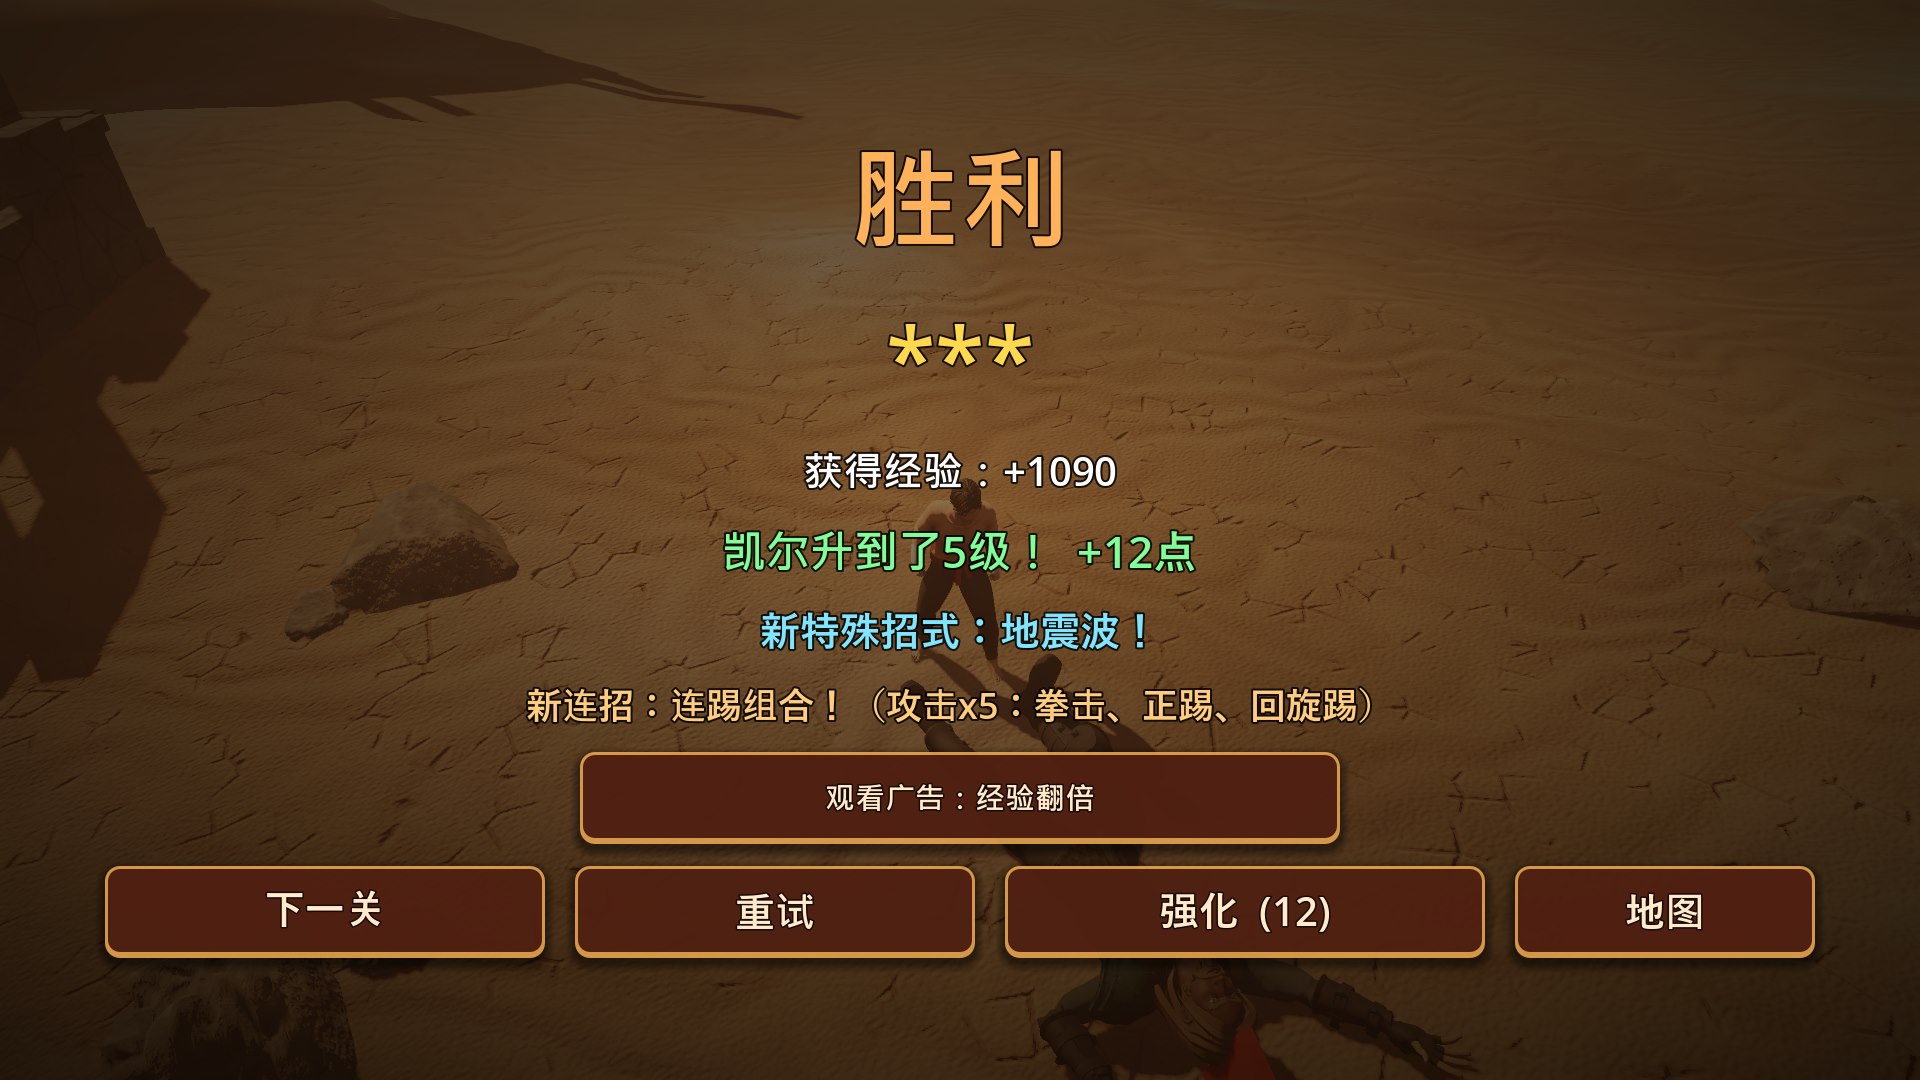 胜利
***
获得经验：+1090
凯尔升到了5级！ +12点
新特殊招式：地震波！
新连招：连踢组合！（攻击x5：拳击、正踢、回旋踢）
观看广告：经验翻倍
下一关
重试
强化 (12)
地图